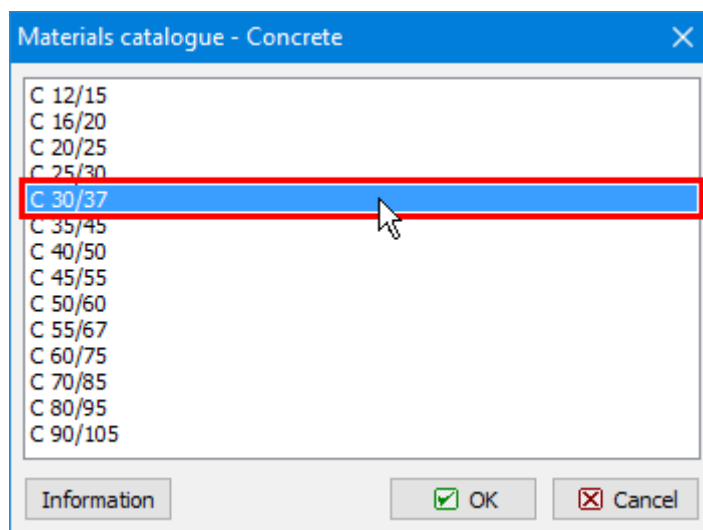 Materials catalogue - Concrete
C 12/15
C 16/20
C 20/25
C 25/30
C 30/37
C 35/45
C 40/50
C 45/55
C 50/60
C 55/67
C 60/75
C 70/85
C 80/95
C 90/105
Information OK Cancel